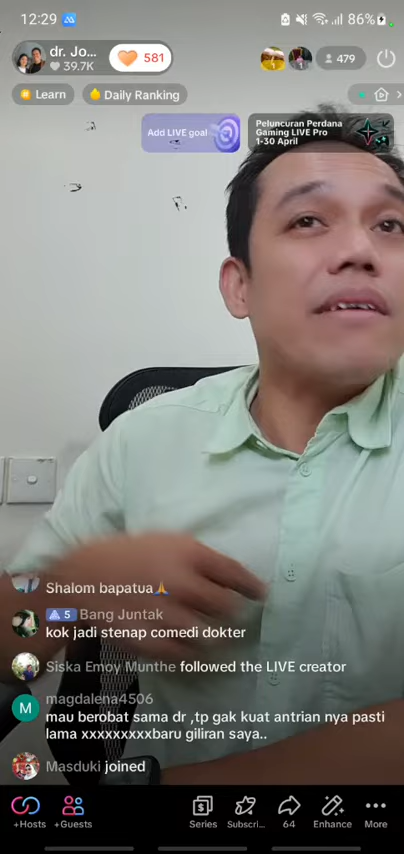 12:29
86%
dr. Jo...
39.7K
581
479
Learn
Daily Ranking
Add LIVE goal
Peluncuran Perdana
Gaming LIVE Pro
1-30 April
Shalom bapatua🙏
5 Bang Juntak
kok jadi stenap comedi dokter
Siska Emoy Munthe followed the LIVE creator
M
magdalena4506
mau berobat sama dr ,tp gak kuat antrian nya pasti
lama xxxxxxxxxbaru giliran saya..
Masduki joined
+Hosts
+Guests
Series
Subscri...
64
Enhance
More